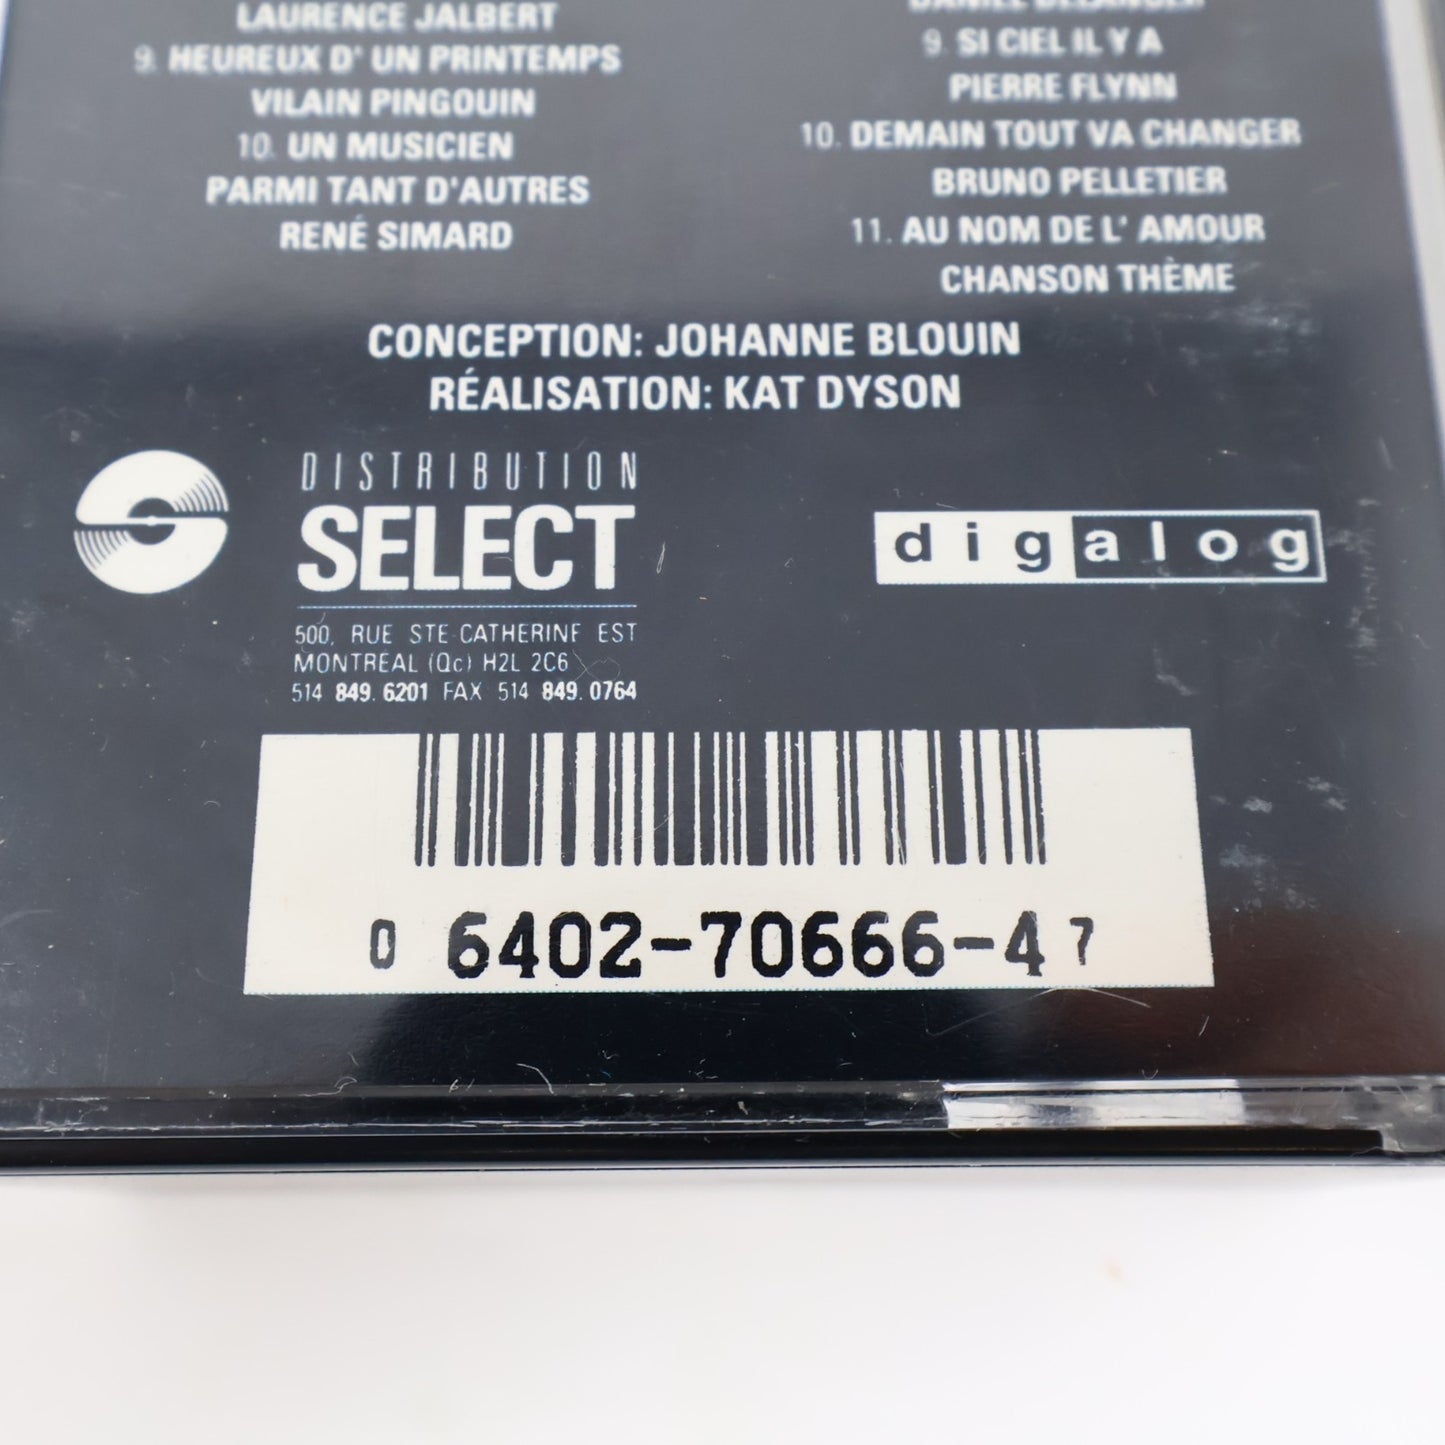 LAURENCE JALBERT
9. HEUREUX D' UN PRINTEMPS
VILAIN PINGOUIN
10. UN MUSICIEN
PARMI TANT D'AUTRES
RENÉ SIMARD
DANIEL BÉLANGER
9. SI CIEL IL Y A
PIERRE FLYNN
10. DEMAIN TOUT VA CHANGER
BRUNO PELLETIER
11. AU NOM DE L' AMOUR
CHANSON THÈME
CONCEPTION: JOHANNE BLOUIN
RÉALISATION: KAT DYSON
DISTRIBUTION
SELECT
500, RUE STE-CATHERINE EST
MONTRÉAL (Qc) H2L 2C6
514 849.6201 FAX 514 849.0764
digalog
0 6402-70666-4 7